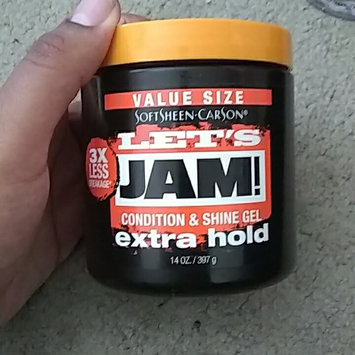 VALUE SIZE
SOFTSHEEN·CARSON®
LET'S
JAM!
3X
LESS
BREAKAGE*
CONDITION & SHINE GEL
extra hold
14 OZ. / 397 g